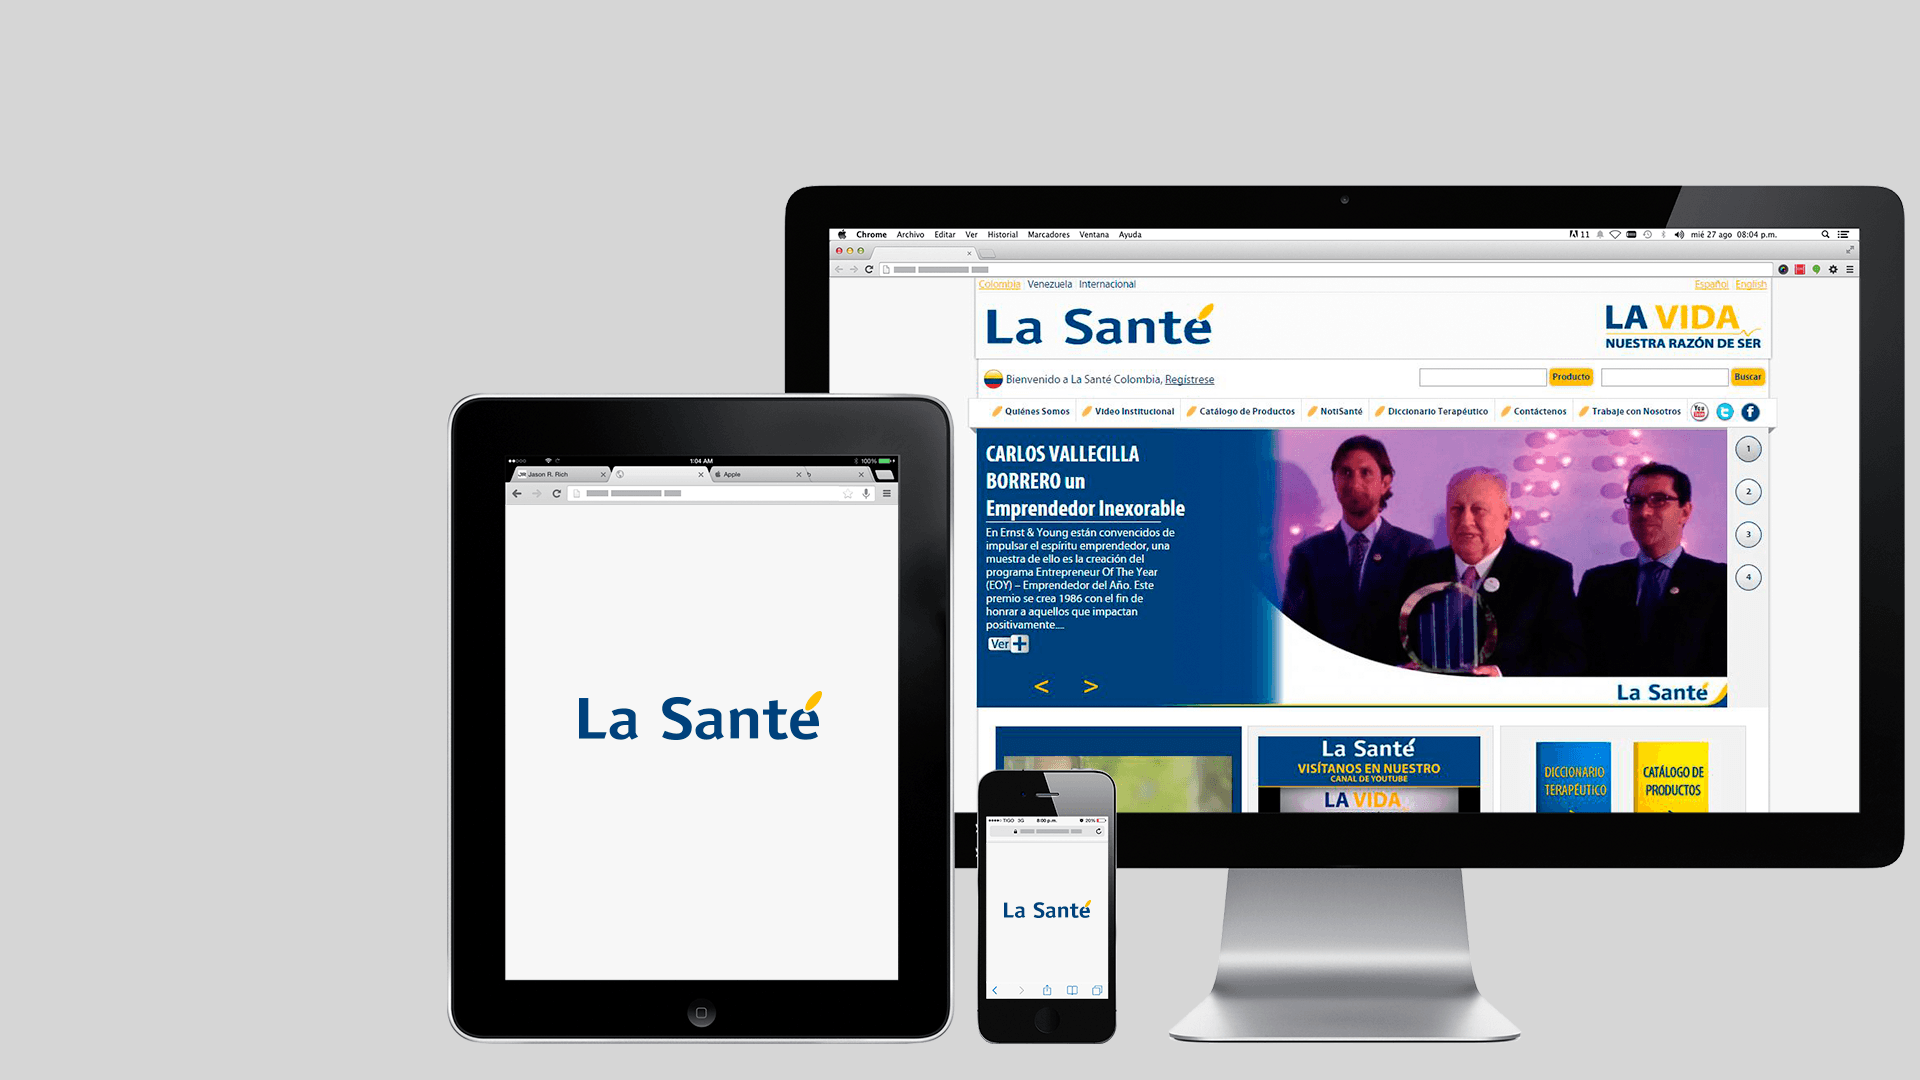 Chrome Archivo Editar Ver Historial Marcadores Ventana Ayuda
11 mié 27 ago 08:04 p.m.
Colombia Venezuela Internacional
Español English
La Santé
LA VIDA
NUESTRA RAZÓN DE SER
Bienvenido a La Santé Colombia, Regístrese
Producto
Buscar
Quiénes Somos
Video Institucional
Catálogo de Productos
NotiSanté
Diccionario Terapéutico
Contáctenos
Trabaje con Nosotros
CARLOS VALLECILLA
BORRERO un
Emprendedor Inexorable
En Ernst & Young están convencidos de
impulsar el espíritu emprendedor, una
muestra de ello es la creación del
programa Entrepreneur Of The Year
(EOY) – Emprendedor del Año. Este
premio se crea 1986 con el fin de
honrar a aquellos que impactan
positivamente....
Ver
< >
1
2
3
4
La Santé
La Santé
VISÍTANOS EN NUESTRO
CANAL DE YOUTUBE
LA VIDA
DICCIONARIO
TERAPÉUTICO
CATÁLOGO DE
PRODUCTOS
1:04 AM
100%
JR Jason R. Rich
Apple
La Santé
TIGO 3G 8:00 p.m. 20%
La Santé